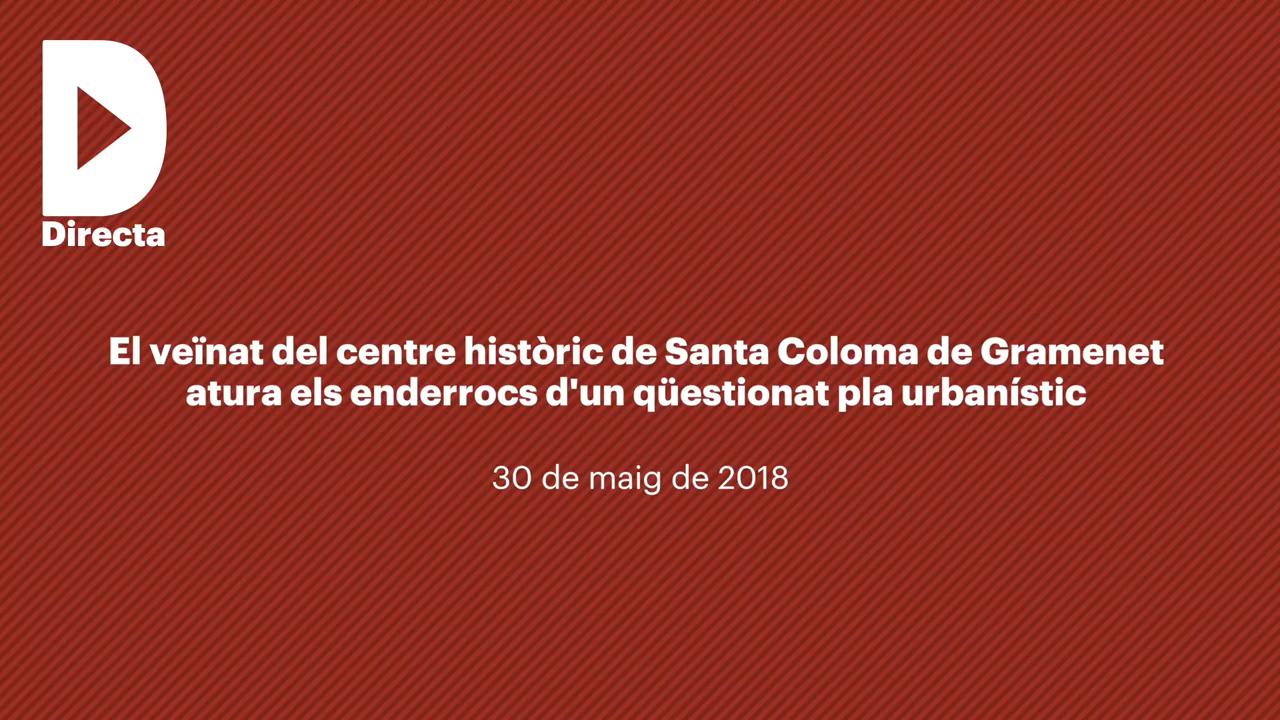 Directa
El veïnat del centre històric de Santa Coloma de Gramenet
atura els enderrocs d'un qüestionat pla urbanístic
30 de maig de 2018